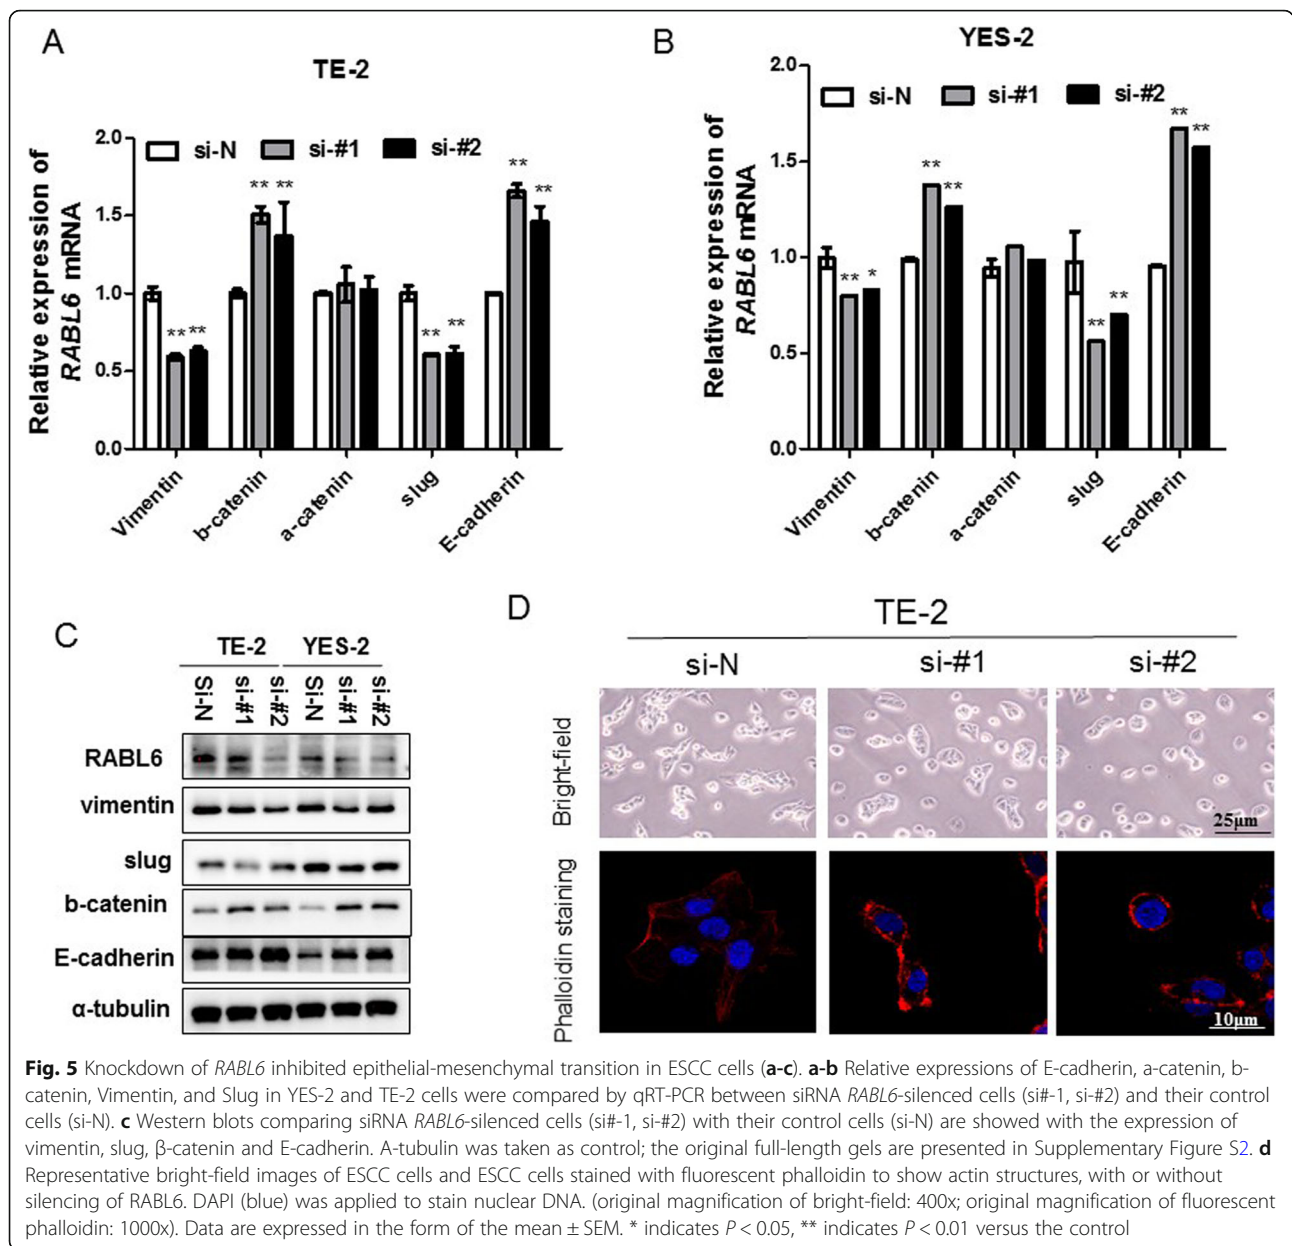 A
TE-2
Relative expression of
RABL6 mRNA
2.0
1.5
1.0
0.5
0.0
si-N
si-#1
si-#2
** ** ** ** ** ** ** **
Vimentin
b-catenin
a-catenin
slug
E-cadherin
B
YES-2
Relative expression of
RABL6 mRNA
2.0
1.5
1.0
0.5
0.0
si-N
si-#1
si-#2
** * ** ** ** ** ** **
Vimentin
b-catenin
a-catenin
slug
E-cadherin
C
TE-2 YES-2
Si-N si-#1 si-#2 Si-N si-#1 si-#2
RABL6
vimentin
slug
b-catenin
E-cadherin
α-tubulin
D
TE-2
si-N si-#1 si-#2
Bright-field
25μm
Phalloidin staining
10μm
Fig. 5 Knockdown of RABL6 inhibited epithelial-mesenchymal transition in ESCC cells (a-c). a-b Relative expressions of E-cadherin, a-catenin, b-
catenin, Vimentin, and Slug in YES-2 and TE-2 cells were compared by qRT-PCR between siRNA RABL6-silenced cells (si#-1, si-#2) and their control
cells (si-N). c Western blots comparing siRNA RABL6-silenced cells (si#-1, si-#2) with their control cells (si-N) are showed with the expression of
vimentin, slug, β-catenin and E-cadherin. A-tubulin was taken as control; the original full-length gels are presented in Supplementary Figure S2. d
Representative bright-field images of ESCC cells and ESCC cells stained with fluorescent phalloidin to show actin structures, with or without
silencing of RABL6. DAPI (blue) was applied to stain nuclear DNA. (original magnification of bright-field: 400x; original magnification of fluorescent
phalloidin: 1000x). Data are expressed in the form of the mean ± SEM. * indicates P < 0.05, ** indicates P < 0.01 versus the control